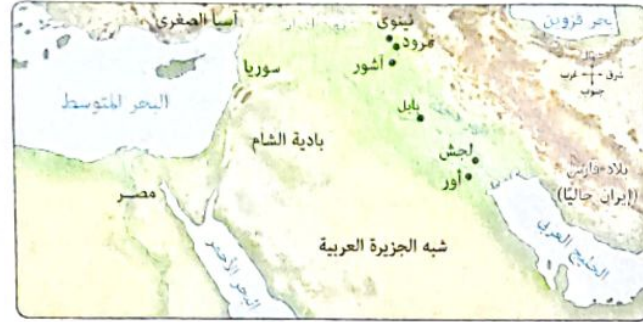 بحر قزوين
آسيا الصغرى
نينوى
نمرود
آشور
شمال
شرق
غرب
جنوب
سوريا
البحر المتوسط
بابل
بادية الشام
لجش
أور
بلاد فارس
(إيران حاليًا)
مصر
شبه الجزيرة العربية
البحر الأحمر
الخليج العربي